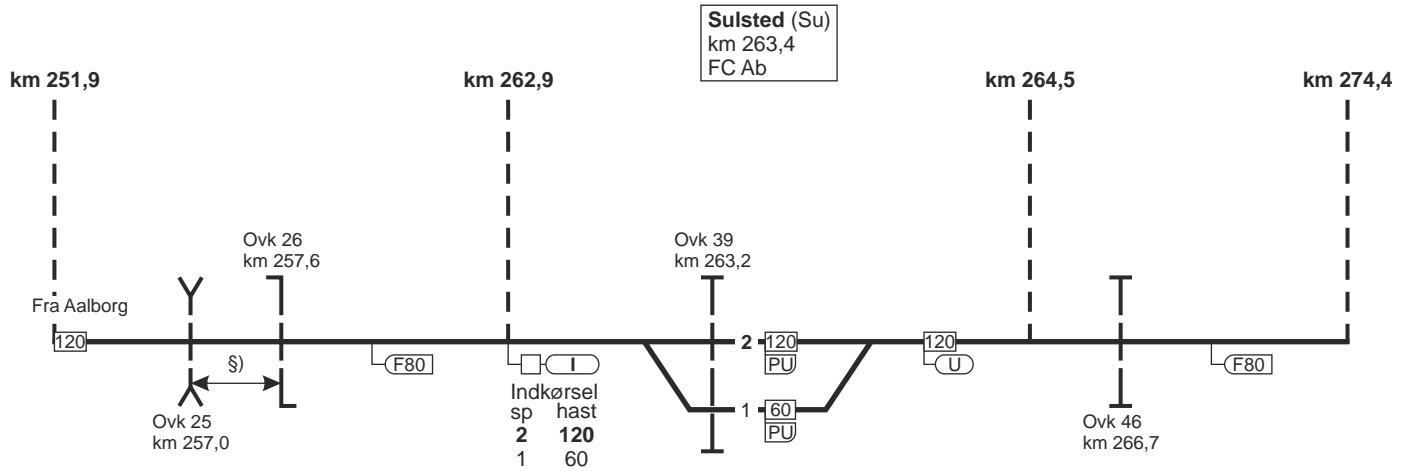 Sulsted (Su)
km 263,4
FC Ab
km 251,9
km 262,9
km 264,5
km 274,4
Ovk 26
km 257,6
Ovk 39
km 263,2
Fra Aalborg
120
2
120
120
§)
F80
I
PU
U
F80
Indkørsel
sp hast
2 120
1 60
1
60
PU
Ovk 25
km 257,0
Ovk 46
km 266,7